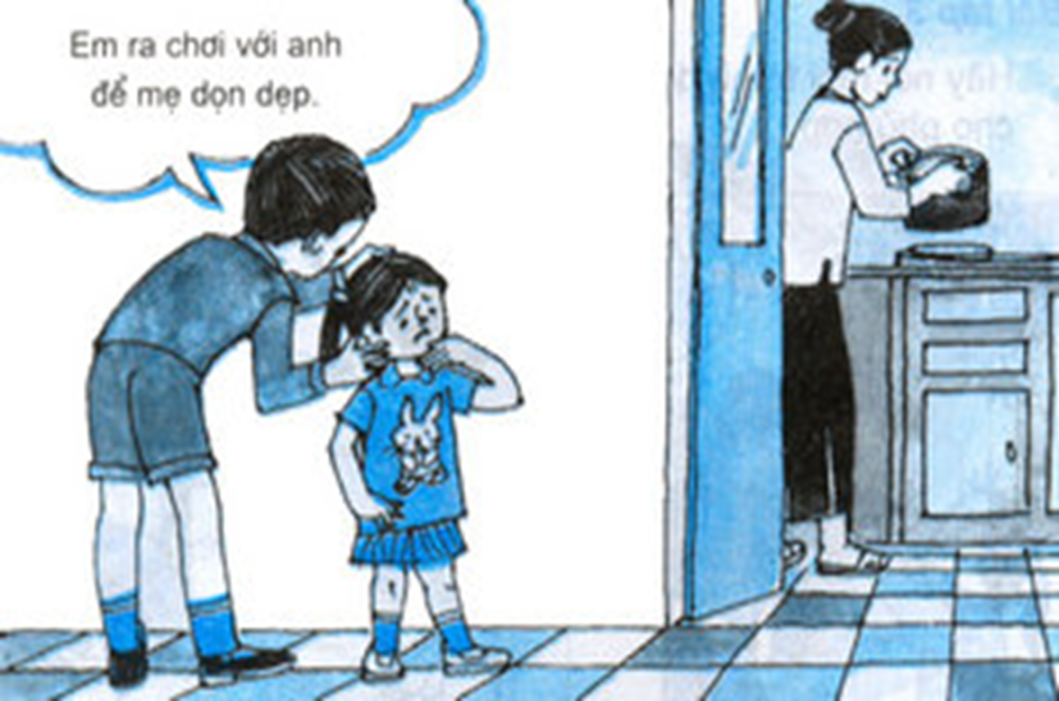 Em ra chơi với anh
để mẹ dọn dẹp.